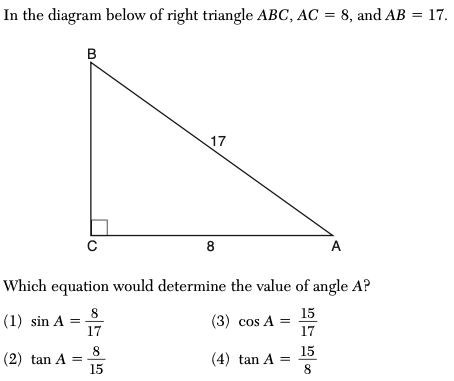 In the diagram below of right triangle ABC, AC = 8, and AB = 17.
B
17
C 8 A
Which equation would determine the value of angle A?
(1) sin A = 8/17 (3) cos A = 15/17
(2) tan A = 8/15 (4) tan A = 15/8